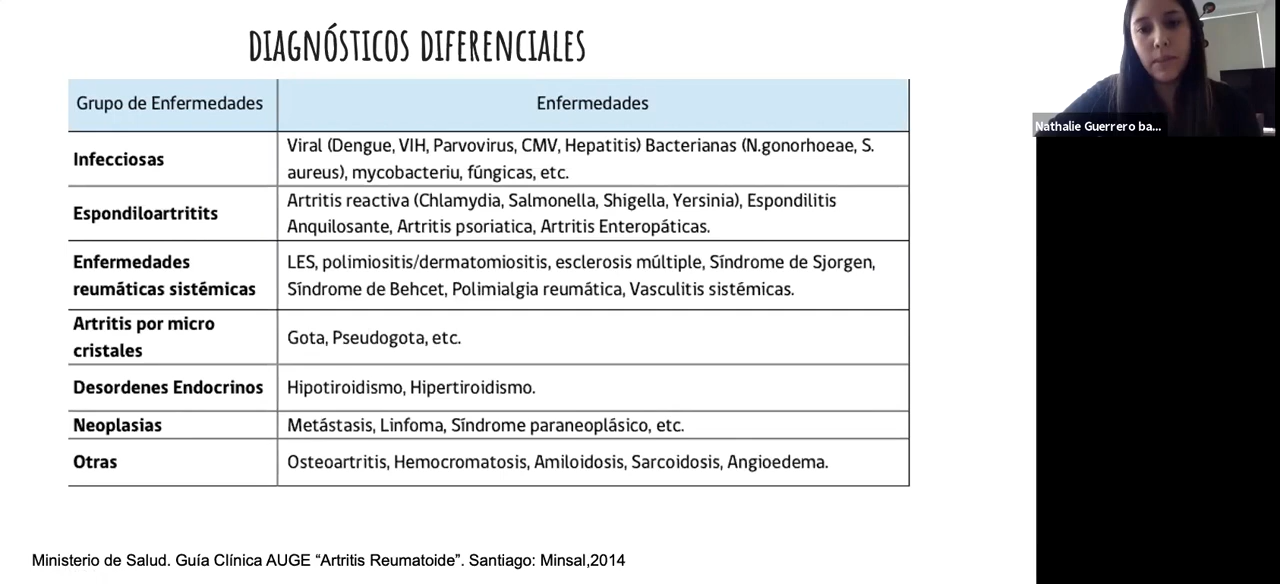 DIAGNÓSTICOS DIFERENCIALES
Nathalie Guerrero ba...
Grupo de Enfermedades
Enfermedades
Infecciosas
Viral (Dengue, VIH, Parvovirus, CMV, Hepatitis) Bacterianas (N.gonorhoeae, S.
aureus), mycobacteriu, fúngicas, etc.
Espondiloartritits
Artritis reactiva (Chlamydia, Salmonella, Shigella, Yersinia), Espondilitis
Anquilosante, Artritis psoriatica, Artritis Enteropáticas.
Enfermedades
reumáticas sistémicas
LES, polimiositis/dermatomiositis, esclerosis múltiple, Síndrome de Sjorgen,
Síndrome de Behcet, Polimialgia reumática, Vasculitis sistémicas.
Artritis por micro
cristales
Gota, Pseudogota, etc.
Desordenes Endocrinos
Hipotiroidismo, Hipertiroidismo.
Neoplasias
Metástasis, Linfoma, Síndrome paraneoplásico, etc.
Otras
Osteoartritis, Hemocromatosis, Amiloidosis, Sarcoidosis, Angioedema.
Ministerio de Salud. Guía Clínica AUGE “Artritis Reumatoide”. Santiago: Minsal,2014